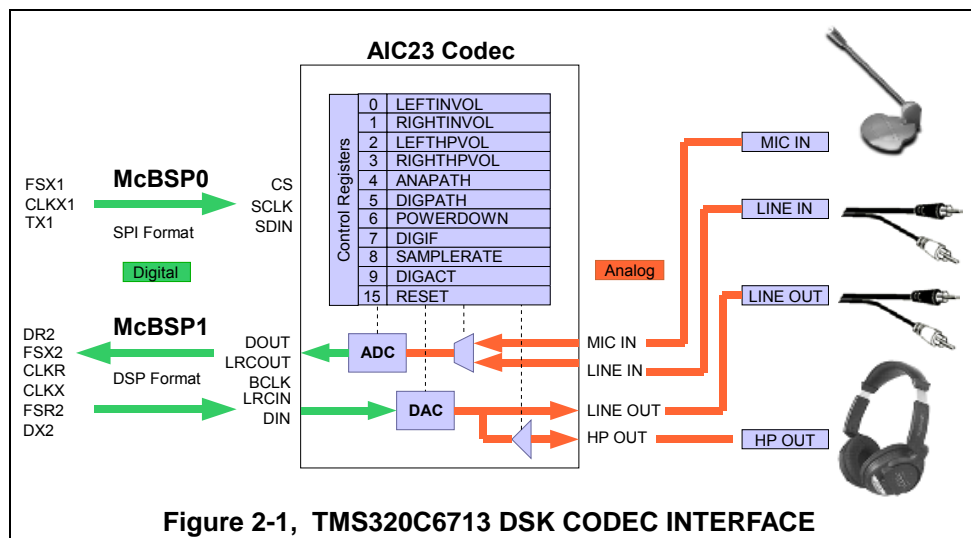 AIC23 Codec
Control Registers
0 LEFTINVOL
1 RIGHTINVOL
2 LEFTHPVOL
3 RIGHTHPVOL
4 ANAPATH
5 DIGPATH
6 POWERDOWN
7 DIGIF
8 SAMPLERATE
9 DIGACT
15 RESET
McBSP0
FSX1
CLKX1
TX1
SPI Format
CS
SCLK
SDIN
Digital
Analog
McBSP1
DR2
FSX2
CLKR
CLKX
FSR2
DX2
DSP Format
DOUT
LRCOUT
BCLK
LRCIN
DIN
ADC
DAC
MIC IN
LINE IN
LINE OUT
HP OUT
MIC IN
LINE IN
LINE OUT
HP OUT
Figure 2-1, TMS320C6713 DSK CODEC INTERFACE